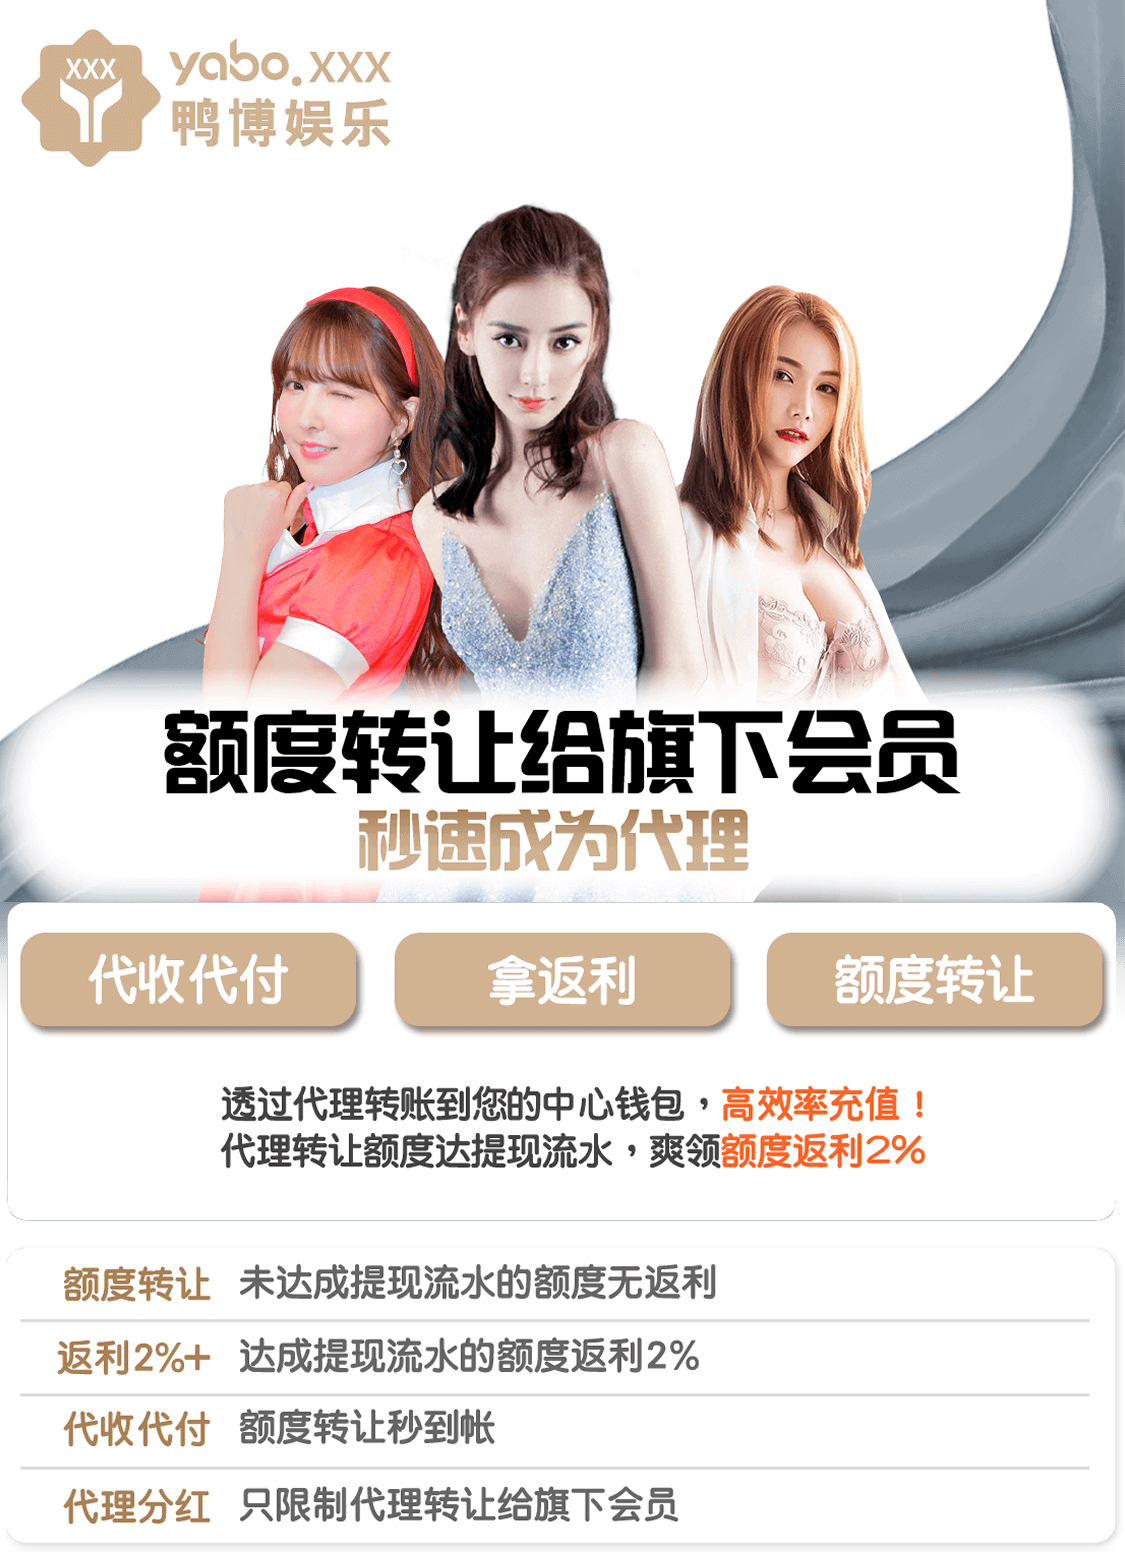 XXX
yabo.XXX
鸭博娱乐
额度转让给旗下会员
秒速成为代理
代收代付
拿返利
额度转让
透过代理转账到您的中心钱包，高效率充值！
代理转让额度达提现流水，爽领额度返利2%
额度转让 未达成提现流水的额度无返利
返利2%+ 达成提现流水的额度返利2%
代收代付 额度转让秒到帐
代理分红 只限制代理转让给旗下会员